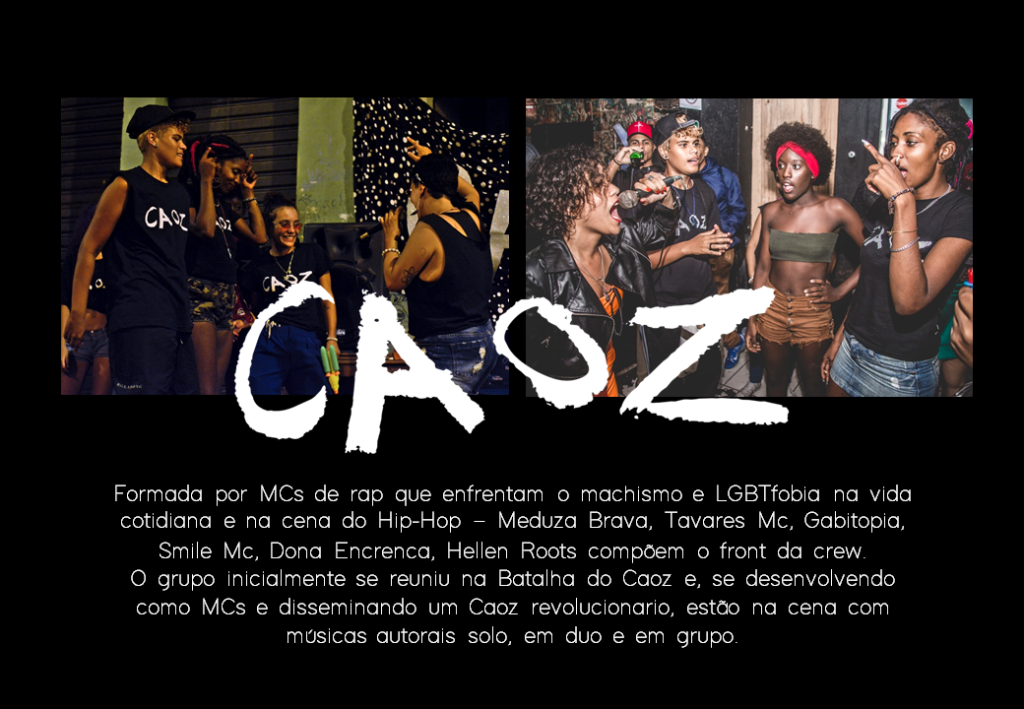 CAOZ
CAOZ
CAOZ
Formada por MCs de rap que enfrentam o machismo e LGBTfobia na vida
cotidiana e na cena do Hip-Hop – Meduza Brava, Tavares Mc, Gabitopia,
Smile Mc, Dona Encrenca, Hellen Roots compõem o front da crew.
O grupo inicialmente se reuniu na Batalha do Caoz e, se desenvolvendo
como MCs e disseminando um Caoz revolucionario, estão na cena com
músicas autorais solo, em duo e em grupo.